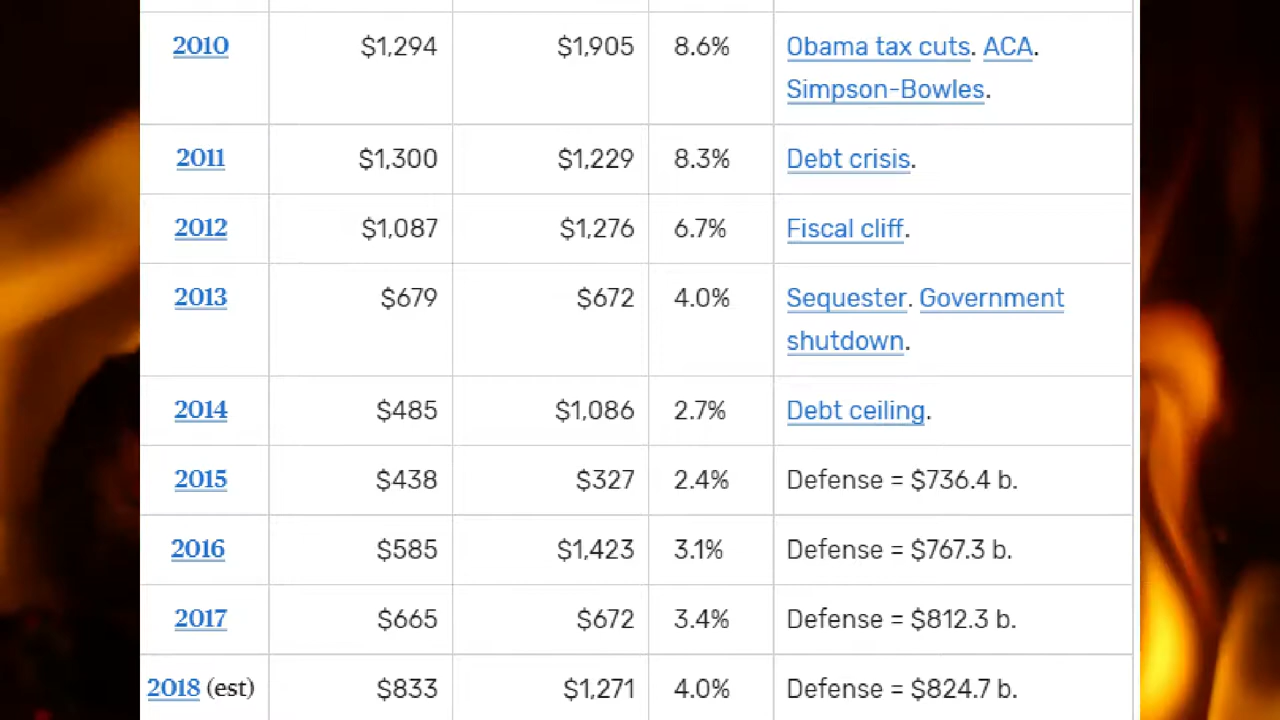 2010 $1,294 $1,905 8.6% Obama tax cuts. ACA.
Simpson-Bowles.
2011 $1,300 $1,229 8.3% Debt crisis.
2012 $1,087 $1,276 6.7% Fiscal cliff.
2013 $679 $672 4.0% Sequester. Government
shutdown.
2014 $485 $1,086 2.7% Debt ceiling.
2015 $438 $327 2.4% Defense = $736.4 b.
2016 $585 $1,423 3.1% Defense = $767.3 b.
2017 $665 $672 3.4% Defense = $812.3 b.
2018 (est) $833 $1,271 4.0% Defense = $824.7 b.